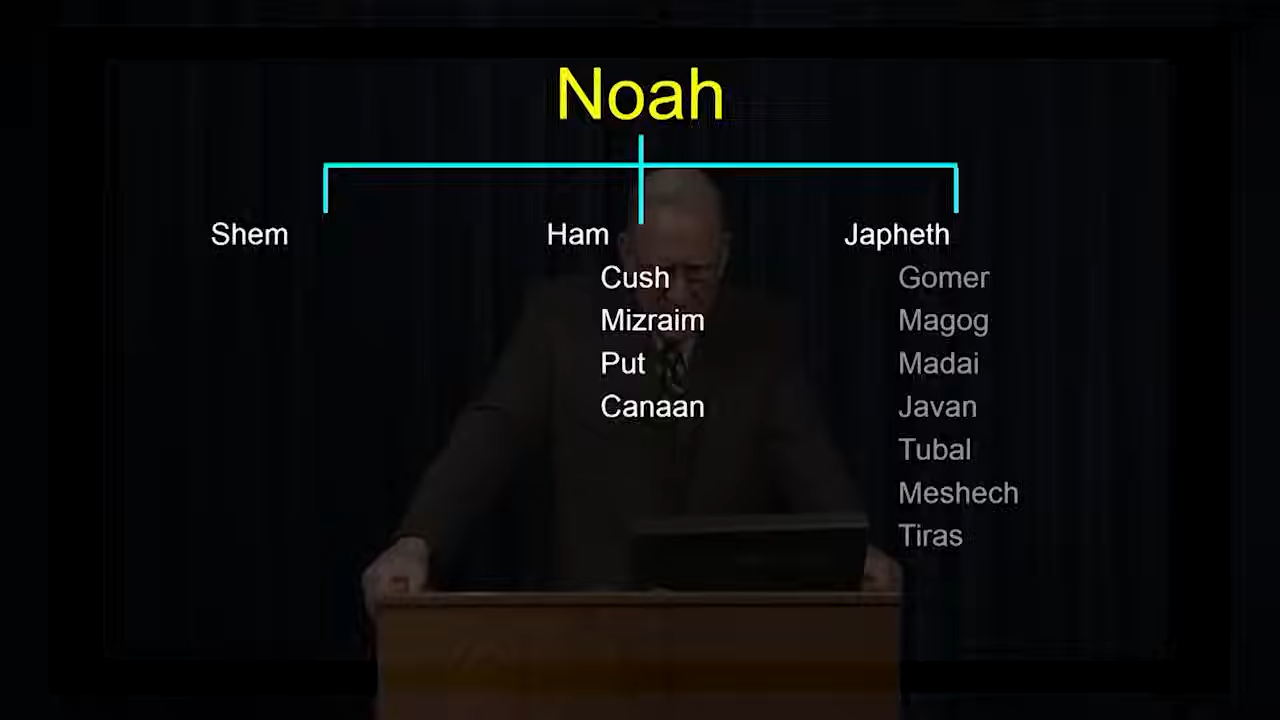 Noah
Shem Ham Japheth
Cush Gomer
Mizraim Magog
Put Madai
Canaan Javan
Tubal
Meshech
Tiras